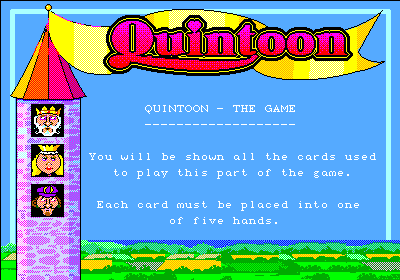 Quintoon
QUINTOON - THE GAME
-------------------
You will be shown all the cards used
to play this part of the game.
Each card must be placed into one
of five hands.